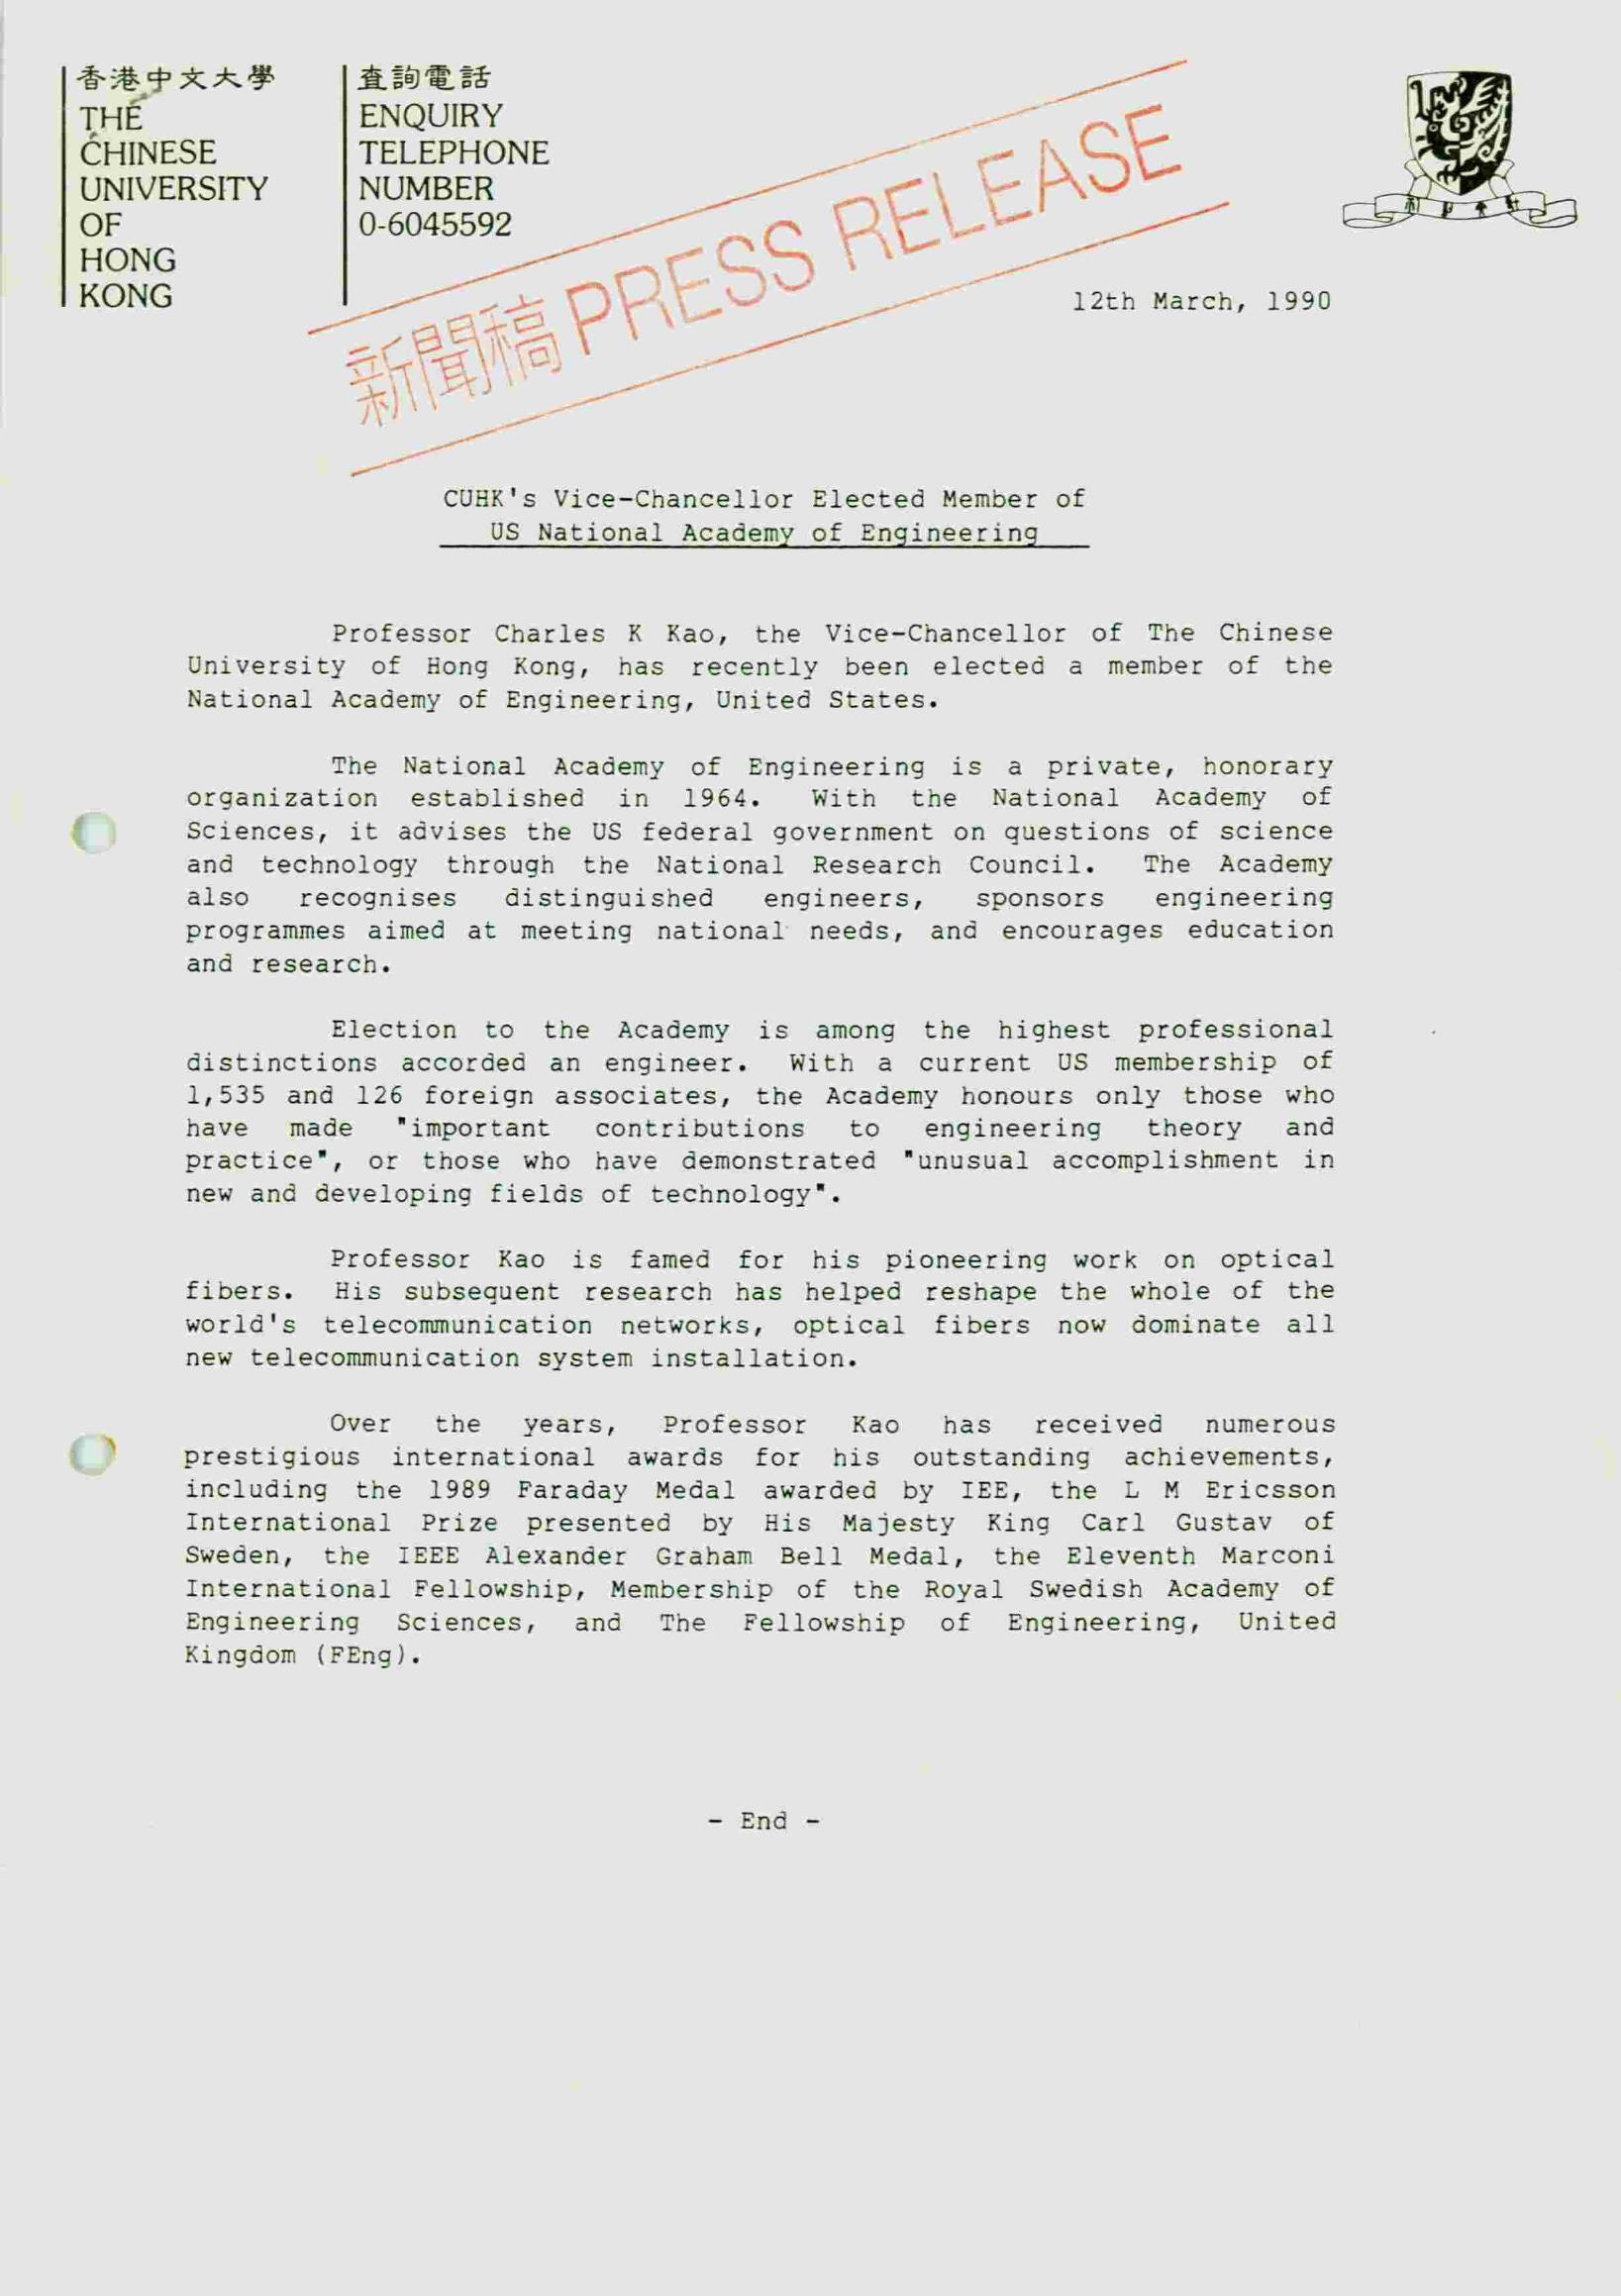 香港中文大學
THE
CHINESE
UNIVERSITY
OF
HONG
KONG
查詢電話
ENQUIRY
TELEPHONE
NUMBER
0-6045592
新聞稿 PRESS RELEASE
12th March, 1990
CUHK's Vice-Chancellor Elected Member of
US National Academy of Engineering
Professor Charles K Kao, the Vice-Chancellor of The Chinese
University of Hong Kong, has recently been elected a member of the
National Academy of Engineering, United States.
The National Academy of Engineering is a private, honorary
organization established in 1964. With the National Academy of
Sciences, it advises the US federal government on questions of science
and technology through the National Research Council. The Academy
also recognises distinguished engineers, sponsors engineering
programmes aimed at meeting national needs, and encourages education
and research.
Election to the Academy is among the highest professional
distinctions accorded an engineer. With a current US membership of
1,535 and 126 foreign associates, the Academy honours only those who
have made "important contributions to engineering theory and
practice", or those who have demonstrated "unusual accomplishment in
new and developing fields of technology".
Professor Kao is famed for his pioneering work on optical
fibers. His subsequent research has helped reshape the whole of the
world's telecommunication networks, optical fibers now dominate all
new telecommunication system installation.
Over the years, Professor Kao has received numerous
prestigious international awards for his outstanding achievements,
including the 1989 Faraday Medal awarded by IEE, the L M Ericsson
International Prize presented by His Majesty King Carl Gustav of
Sweden, the IEEE Alexander Graham Bell Medal, the Eleventh Marconi
International Fellowship, Membership of the Royal Swedish Academy of
Engineering Sciences, and The Fellowship of Engineering, United
Kingdom (FEng).
- End -